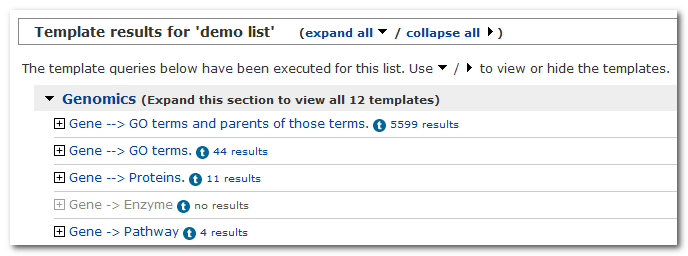 Template results for 'demo list' (expand all / collapse all )
The template queries below have been executed for this list. Use / to view or hide the templates.
Genomics (Expand this section to view all 12 templates)
Gene --> GO terms and parents of those terms. t 5599 results
Gene --> GO terms. t 44 results
Gene --> Proteins. t 11 results
Gene -> Enzyme t no results
Gene -> Pathway t 4 results